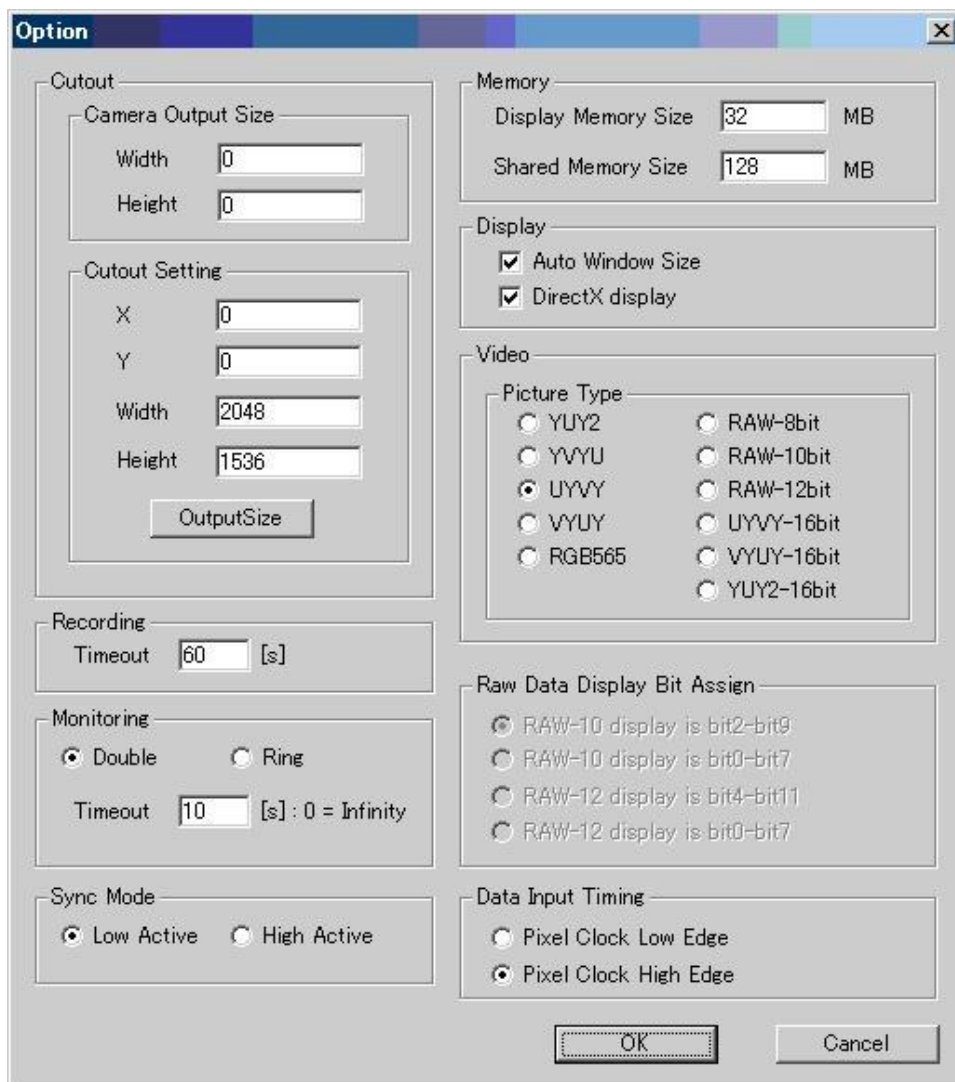 Option
Cutout
Camera Output Size
Width 0
Height 0
Cutout Setting
X 0
Y 0
Width 2048
Height 1536
OutputSize
Recording
Timeout 60 [s]
Monitoring
Double Ring
Timeout 10 [s] : 0 = Infinity
Sync Mode
Low Active High Active
Memory
Display Memory Size 32 MB
Shared Memory Size 128 MB
Display
Auto Window Size
DirectX display
Video
Picture Type
YUY2 RAW-8bit
YVYU RAW-10bit
UYVY RAW-12bit
VYUY UYVY-16bit
RGB565 VYUY-16bit
YUY2-16bit
Raw Data Display Bit Assign
RAW-10 display is bit2-bit9
RAW-10 display is bit0-bit7
RAW-12 display is bit4-bit11
RAW-12 display is bit0-bit7
Data Input Timing
Pixel Clock Low Edge
Pixel Clock High Edge
OK Cancel